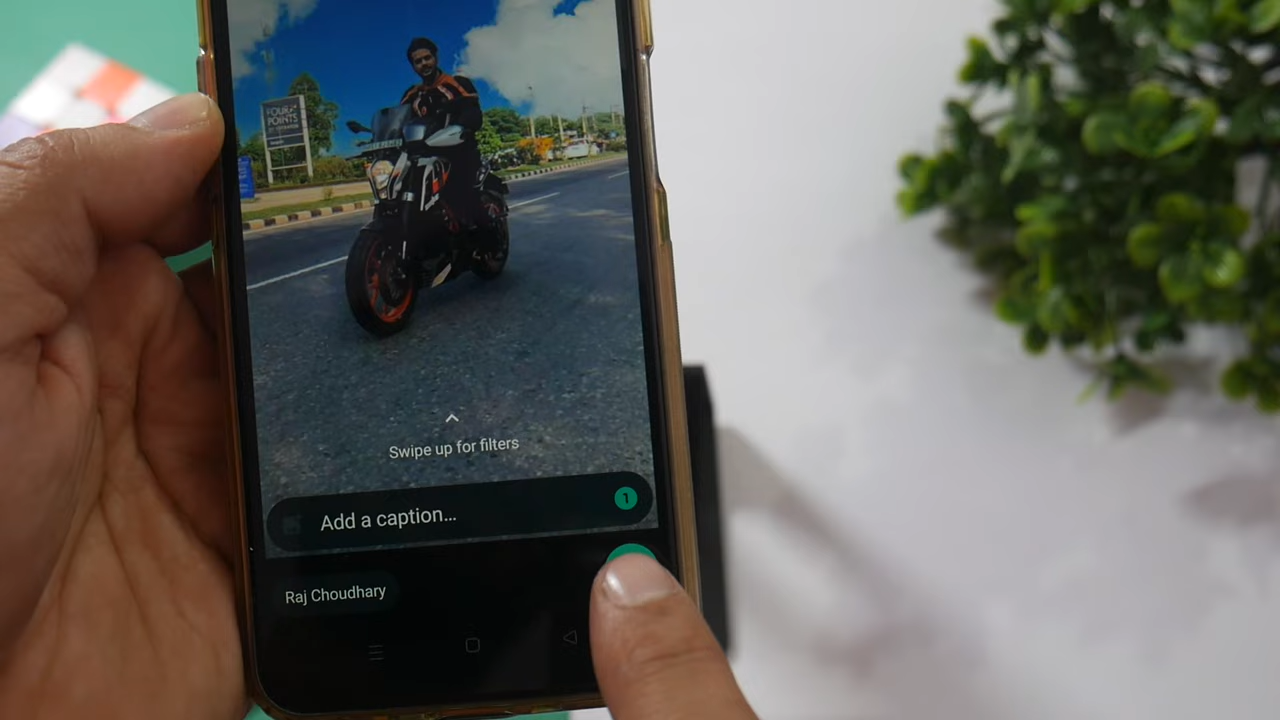 FOUR
POINTS
Swipe up for filters
Add a caption...
1
Raj Choudhary